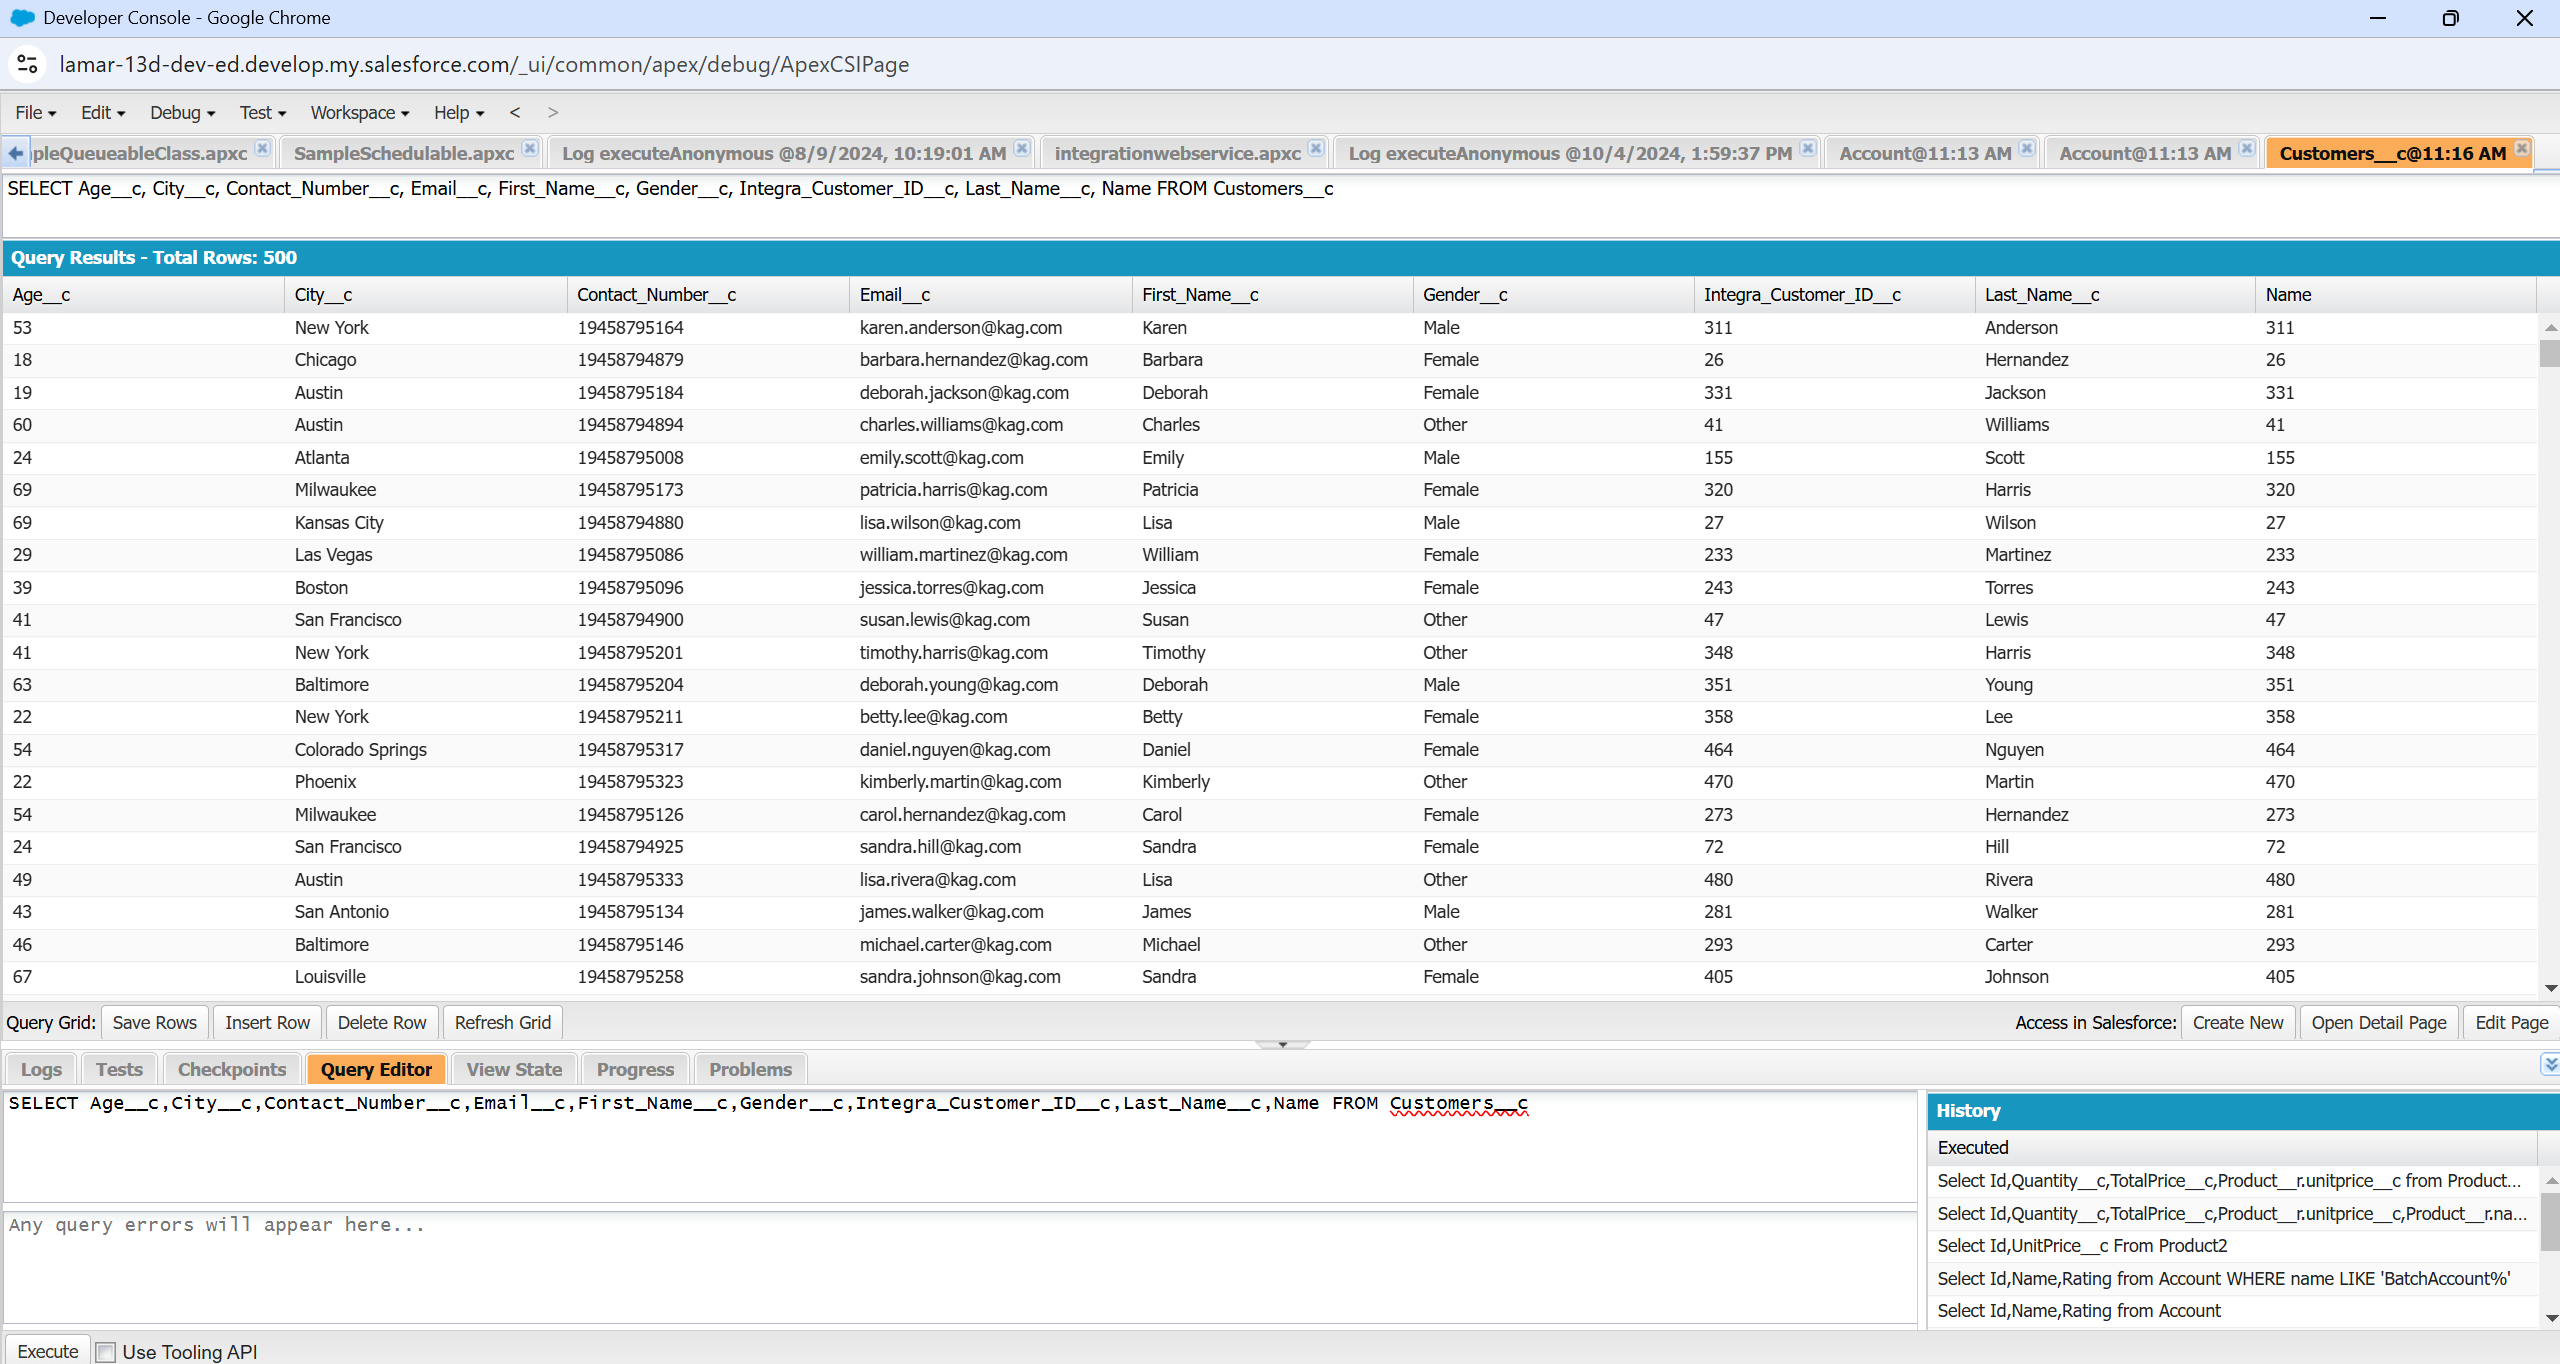 Developer Console - Google Chrome
lamar-13d-dev-ed.develop.my.salesforce.com/_ui/common/apex/debug/ApexCSIPage
File Edit Debug Test Workspace Help < >
pleQueueableClass.apxc SampleSchedulable.apxc Log executeAnonymous @8/9/2024, 10:19:01 AM integrationwebservice.apxc Log executeAnonymous @10/4/2024, 1:59:37 PM Account@11:13 AM Account@11:13 AM Customers__c@11:16 AM
SELECT Age__c, City__c, Contact_Number__c, Email__c, First_Name__c, Gender__c, Integra_Customer_ID__c, Last_Name__c, Name FROM Customers__c
Query Results - Total Rows: 500
Age__c City__c Contact_Number__c Email__c First_Name__c Gender__c Integra_Customer_ID__c Last_Name__c Name
53 New York 19458795164 karen.anderson@kag.com Karen Male 311 Anderson 311
18 Chicago 19458794879 barbara.hernandez@kag.com Barbara Female 26 Hernandez 26
19 Austin 19458795184 deborah.jackson@kag.com Deborah Female 331 Jackson 331
60 Austin 19458794894 charles.williams@kag.com Charles Other 41 Williams 41
24 Atlanta 19458795008 emily.scott@kag.com Emily Male 155 Scott 155
69 Milwaukee 19458795173 patricia.harris@kag.com Patricia Female 320 Harris 320
69 Kansas City 19458794880 lisa.wilson@kag.com Lisa Male 27 Wilson 27
29 Las Vegas 19458795086 william.martinez@kag.com William Female 233 Martinez 233
39 Boston 19458795096 jessica.torres@kag.com Jessica Female 243 Torres 243
41 San Francisco 19458794900 susan.lewis@kag.com Susan Other 47 Lewis 47
41 New York 19458795201 timothy.harris@kag.com Timothy Other 348 Harris 348
63 Baltimore 19458795204 deborah.young@kag.com Deborah Male 351 Young 351
22 New York 19458795211 betty.lee@kag.com Betty Female 358 Lee 358
54 Colorado Springs 19458795317 daniel.nguyen@kag.com Daniel Female 464 Nguyen 464
22 Phoenix 19458795323 kimberly.martin@kag.com Kimberly Other 470 Martin 470
54 Milwaukee 19458795126 carol.hernandez@kag.com Carol Female 273 Hernandez 273
24 San Francisco 19458794925 sandra.hill@kag.com Sandra Female 72 Hill 72
49 Austin 19458795333 lisa.rivera@kag.com Lisa Other 480 Rivera 480
43 San Antonio 19458795134 james.walker@kag.com James Male 281 Walker 281
46 Baltimore 19458795146 michael.carter@kag.com Michael Other 293 Carter 293
67 Louisville 19458795258 sandra.johnson@kag.com Sandra Female 405 Johnson 405
Query Grid: Save Rows Insert Row Delete Row Refresh Grid Access in Salesforce: Create New Open Detail Page Edit Page
Logs Tests Checkpoints Query Editor View State Progress Problems
SELECT Age__c,City__c,Contact_Number__c,Email__c,First_Name__c,Gender__c,Integra_Customer_ID__c,Last_Name__c,Name FROM Customers__c
Any query errors will appear here...
History
Executed
Select Id,Quantity__c,TotalPrice__c,Product__r.unitprice__c from Product...
Select Id,Quantity__c,TotalPrice__c,Product__r.unitprice__c,Product__r.na...
Select Id,UnitPrice__c From Product2
Select Id,Name,Rating from Account WHERE name LIKE 'BatchAccount%'
Select Id,Name,Rating from Account
Execute Use Tooling API